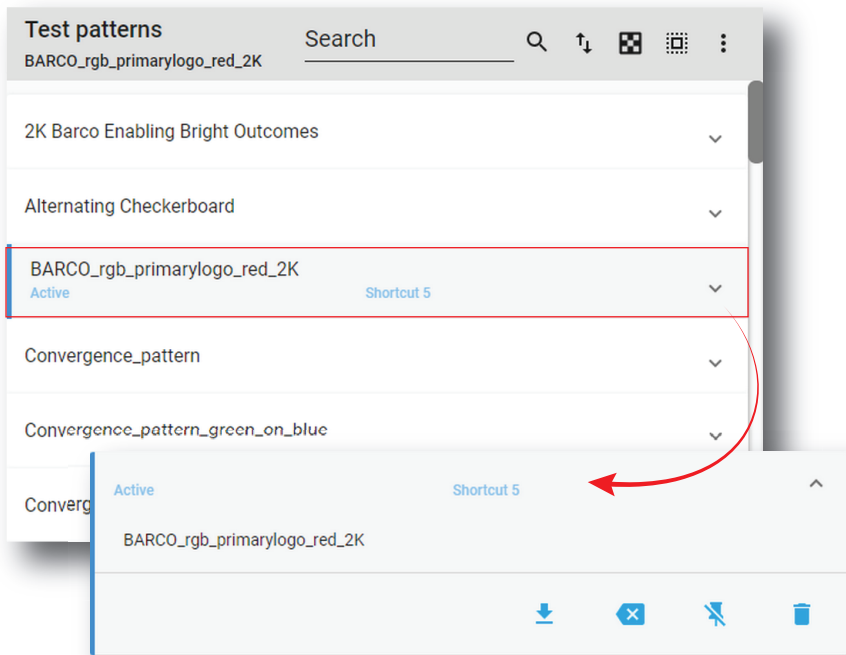 Test patterns
BARCO_rgb_primarylogo_red_2K
Search
2K Barco Enabling Bright Outcomes
Alternating Checkerboard
BARCO_rgb_primarylogo_red_2K
Active Shortcut 5
Convergence_pattern
Convergence_pattern_green_on_blue
Converg
Active Shortcut 5
BARCO_rgb_primarylogo_red_2K